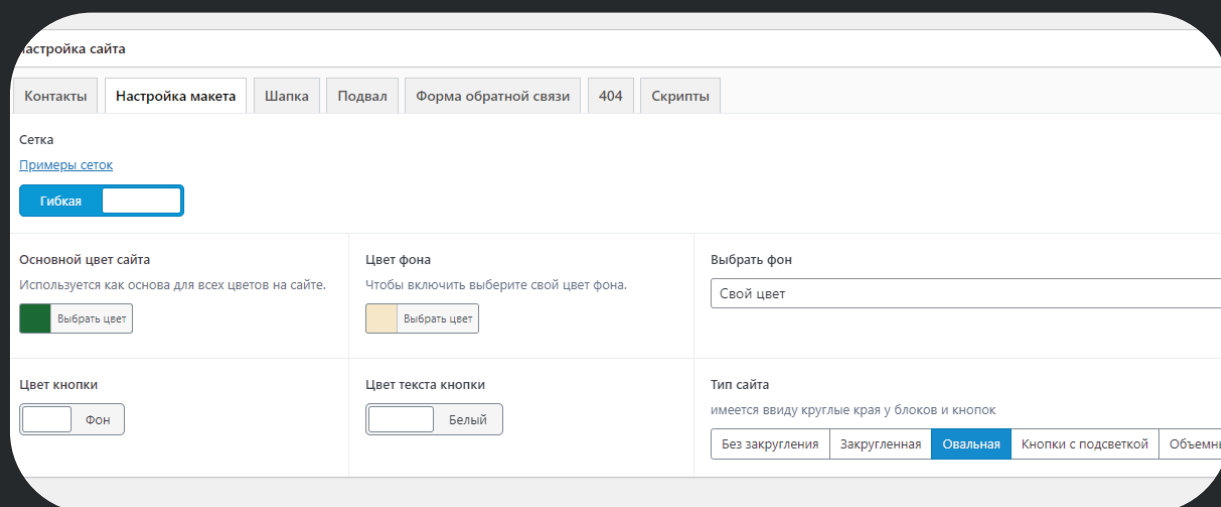 астройка сайта
Контакты Настройка макета Шапка Подвал Форма обратной связи 404 Скрипты
Сетка
Примеры сеток
Гибкая
Основной цвет сайта Цвет фона Выбрать фон
Используется как основа для всех цветов на сайте. Чтобы включить выберите свой цвет фона.
Свой цвет
Выбрать цвет Выбрать цвет
Цвет кнопки Цвет текста кнопки Тип сайта
имеется ввиду круглые края у блоков и кнопок
Фон Белый
Без закругления Закругленная Овальная Кнопки с подсветкой Объемн